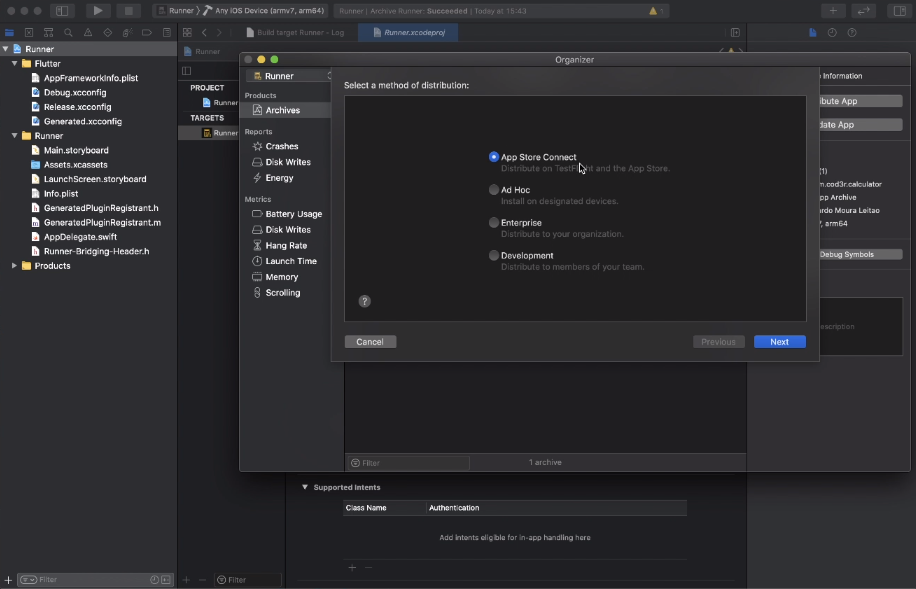 Runner
Any iOS Device (armv7, arm64)
Runner | Archive Runner: Succeeded | Today at 15:43
1
Build target Runner - Log
Runner.xcodeproj
Runner
Flutter
AppFrameworkInfo.plist
Debug.xcconfig
Release.xcconfig
Generated.xcconfig
Runner
Main.storyboard
Assets.xcassets
LaunchScreen.storyboard
Info.plist
GeneratedPluginRegistrant.h
GeneratedPluginRegistrant.m
AppDelegate.swift
Runner-Bridging-Header.h
Products
Filter
Runner
PROJECT
Runner
TARGETS
Runner
Filter
Organizer
Runner
Products
Archives
Reports
Crashes
Disk Writes
Energy
Metrics
Battery Usage
Disk Writes
Hang Rate
Launch Time
Memory
Scrolling
Select a method of distribution:
App Store Connect
Distribute on TestFlight and the App Store.
Ad Hoc
Install on designated devices.
Enterprise
Distribute to your organization.
Development
Distribute to members of your team.
?
Cancel
Previous
Next
Information
ibute App
date App
(1)
m.cod3r.calculator
pp Archive
rdo Moura Leitao
, arm64
Debug Symbols
escription
Filter
1 archive
Supported Intents
Class Name
Authentication
Add intents eligible for in-app handling here